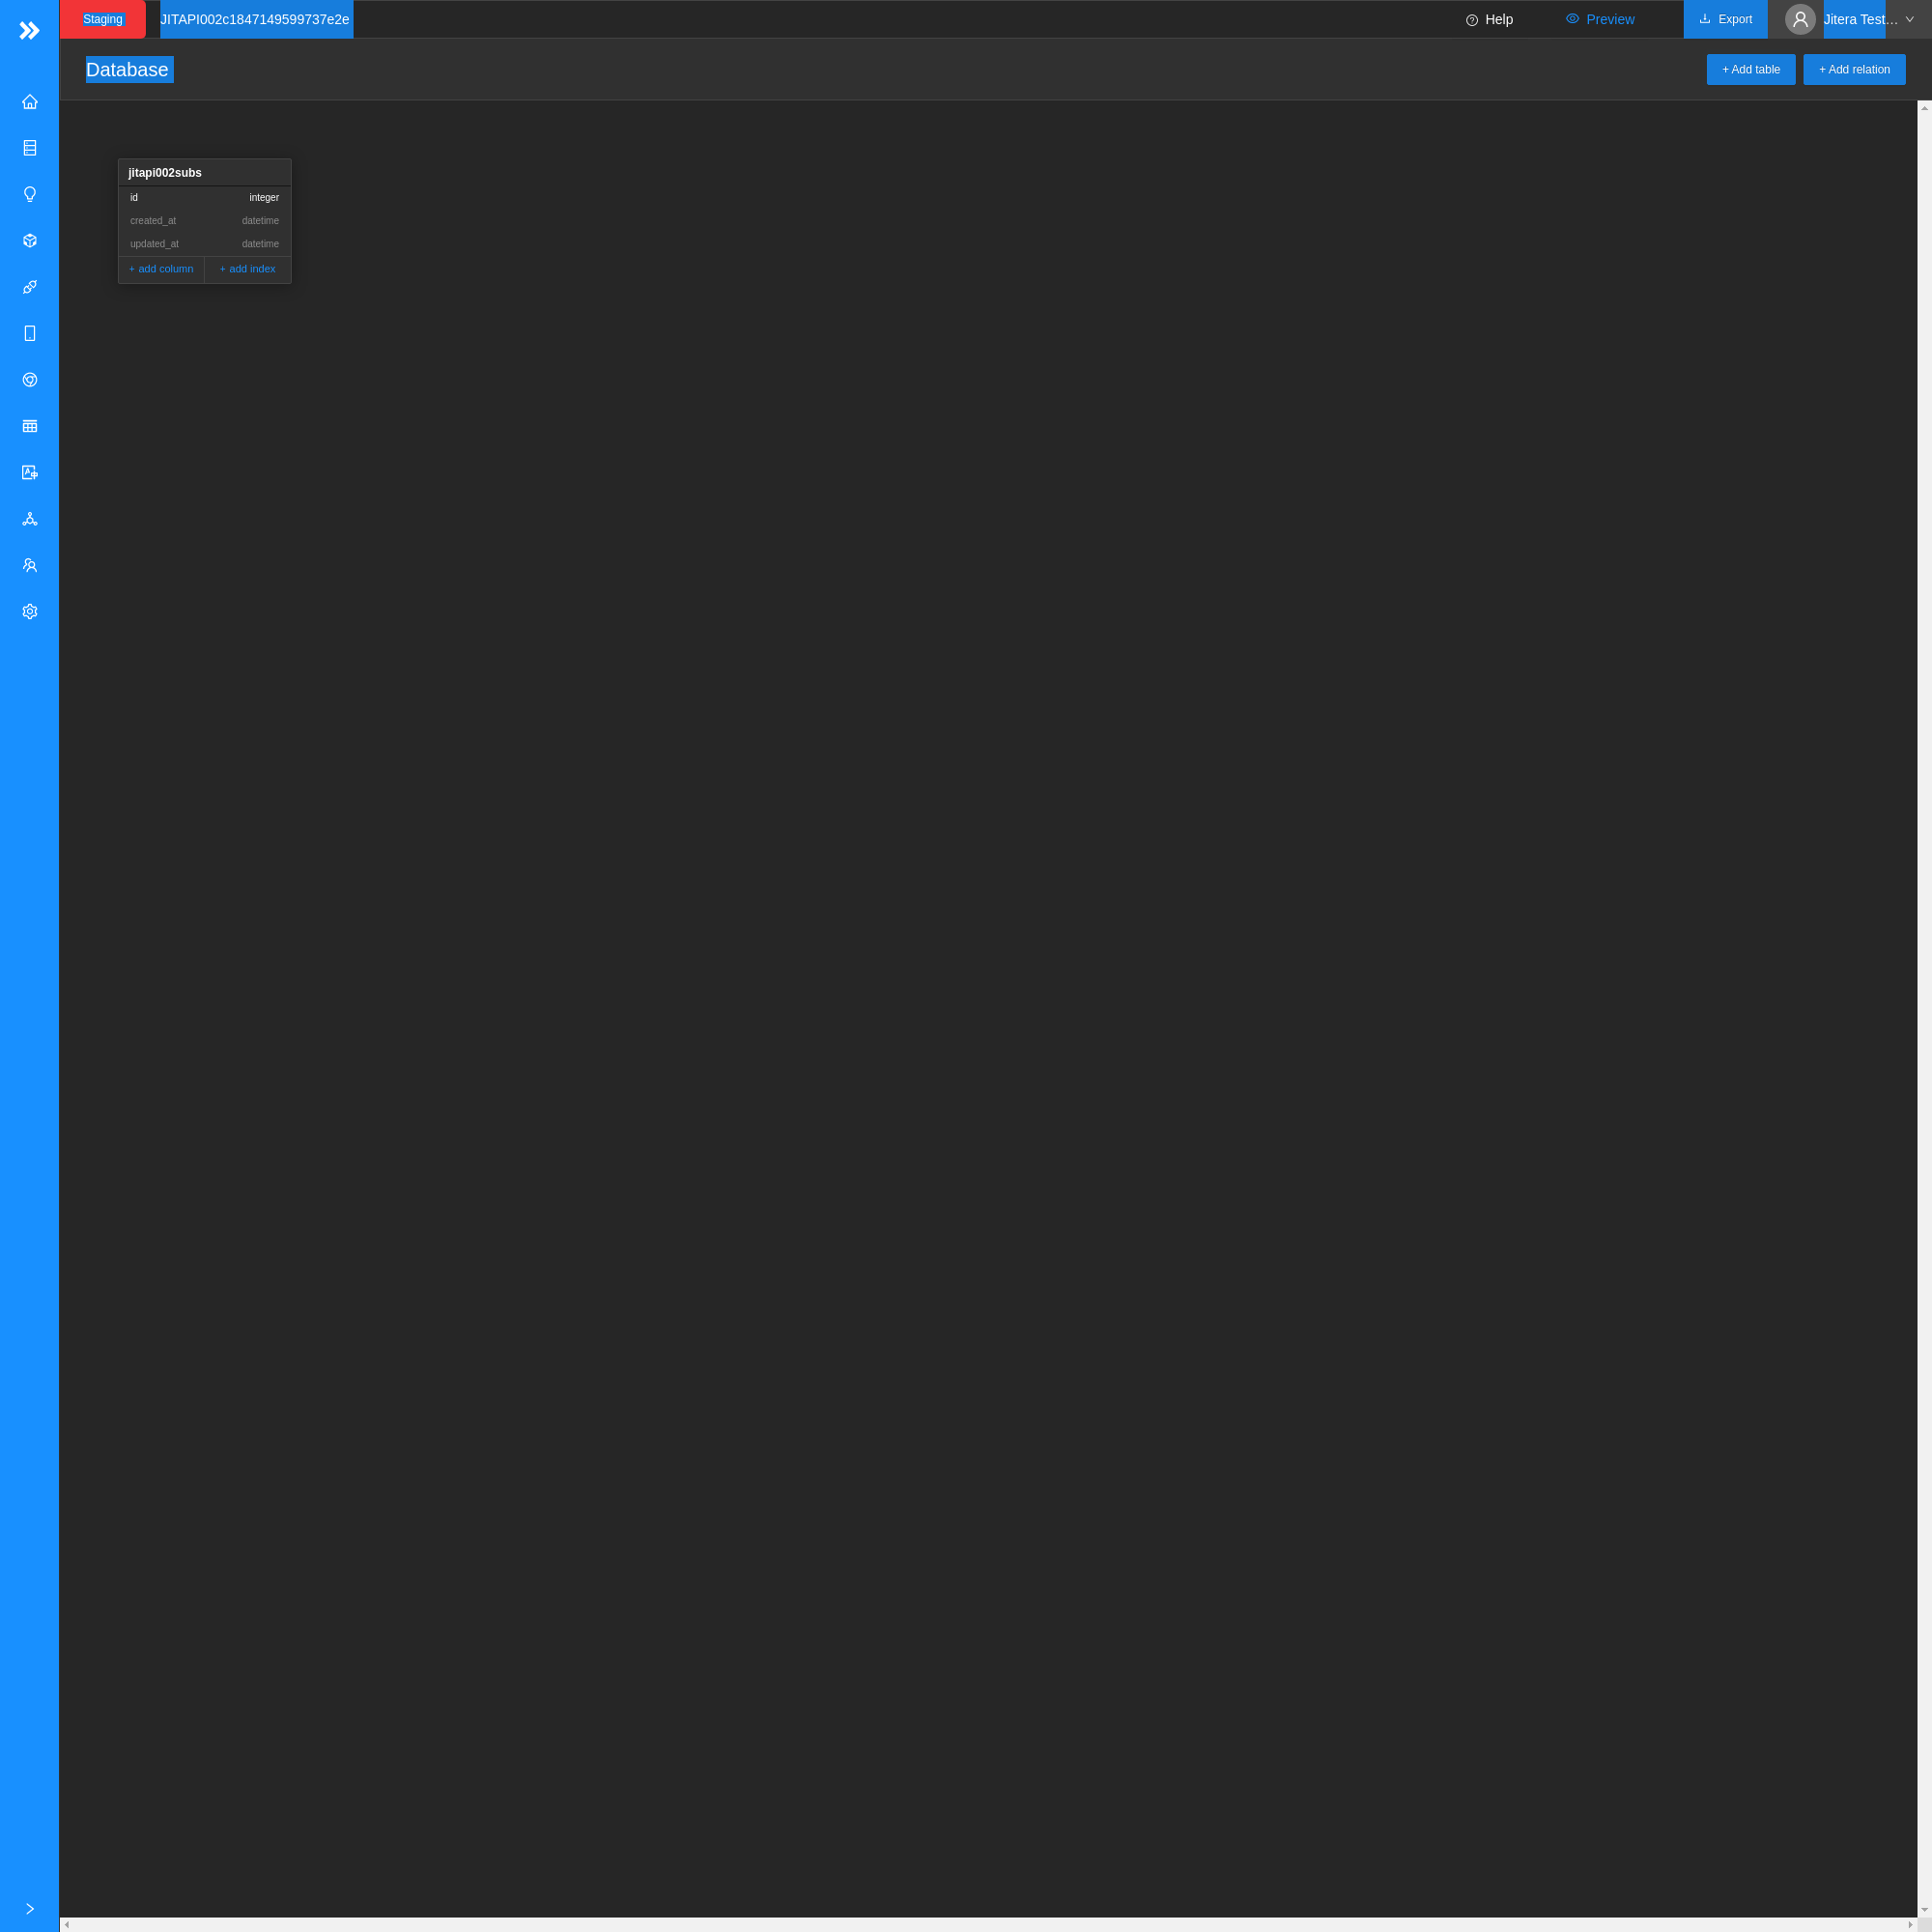 Staging JITAPI002c1847149599737e2e Help Preview Export Jitera Test...
Database + Add table + Add relation
jitapi002subs
id integer
created_at datetime
updated_at datetime
+ add column + add index